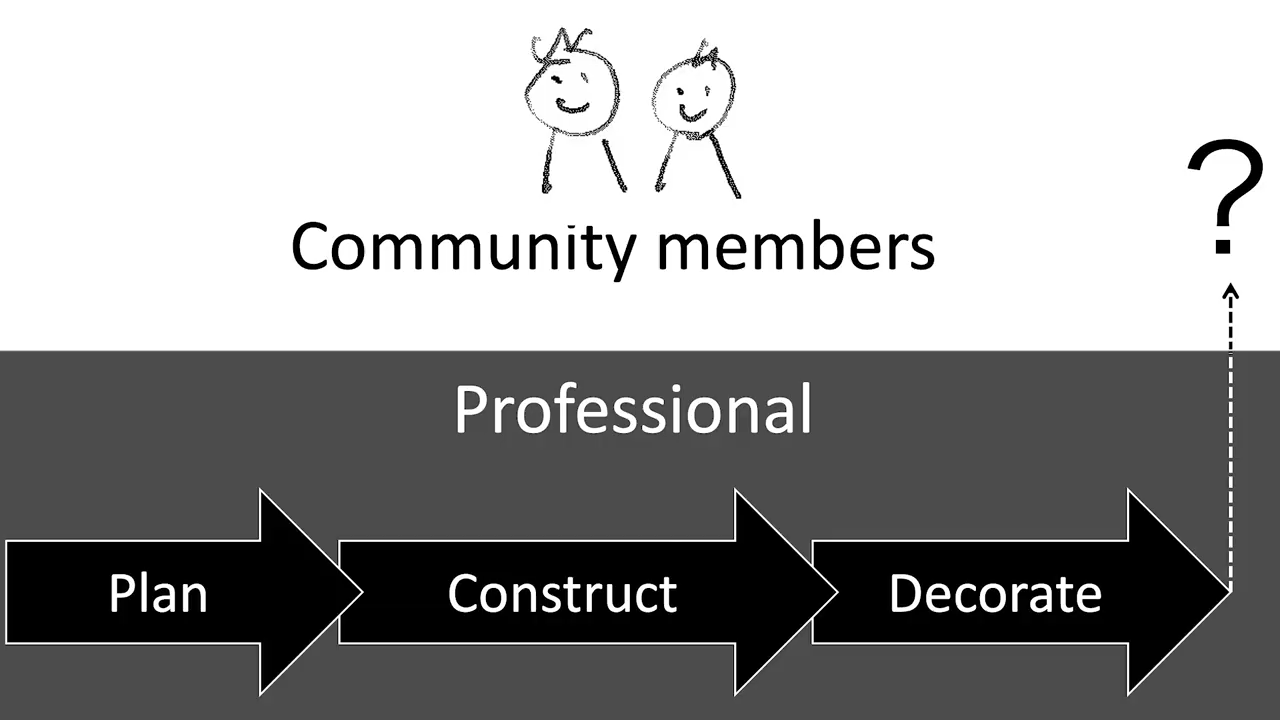 ?
Community members
Professional
Plan
Construct
Decorate